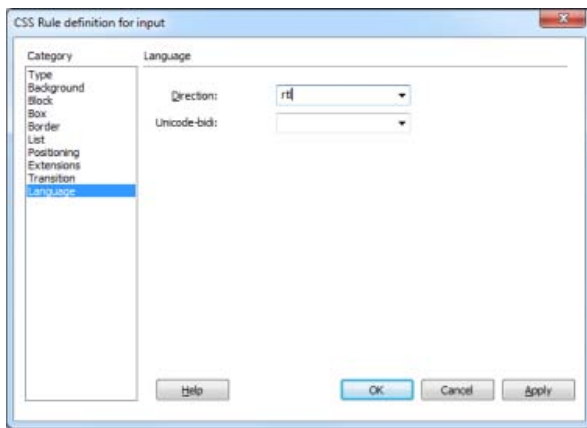 CSS Rule definition for input
Category
Language
Type
Background
Block
Box
Border
List
Positioning
Extensions
Transition
Language
Direction: rtl
Unicode-bidi:
Help
OK
Cancel
Apply